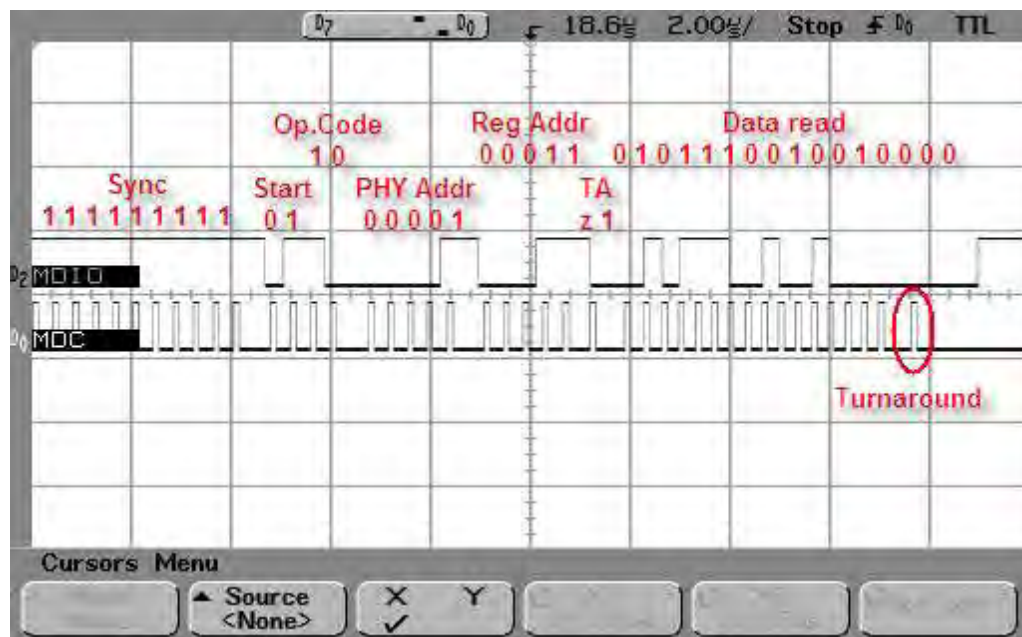 D7 D0 18.6µs 2.00µs/ Stop D0 TTL
Op.Code Reg Addr Data read
1 0 0 0 0 1 1 0 1 0 1 1 1 1 0 0 1 0 0 1 0 0 0 0
Sync Start PHY Addr TA
1 1 1 1 1 1 1 1 1 0 1 0 0 0 0 1 z 1
D2 MDIO
D0 MDC
Turnaround
Cursors Menu
Source X Y
<None> ✓